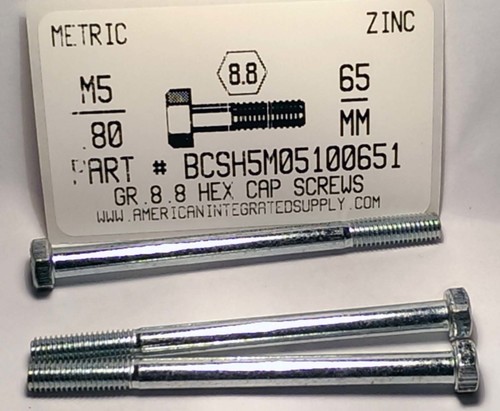 METRIC
ZINC
M5
.80
8.8
65
MM
PART # BCSH5M05100651
GR.8.8 HEX CAP SCREWS
WWW.AMERICANINTEGRATEDSUPPLY.COM